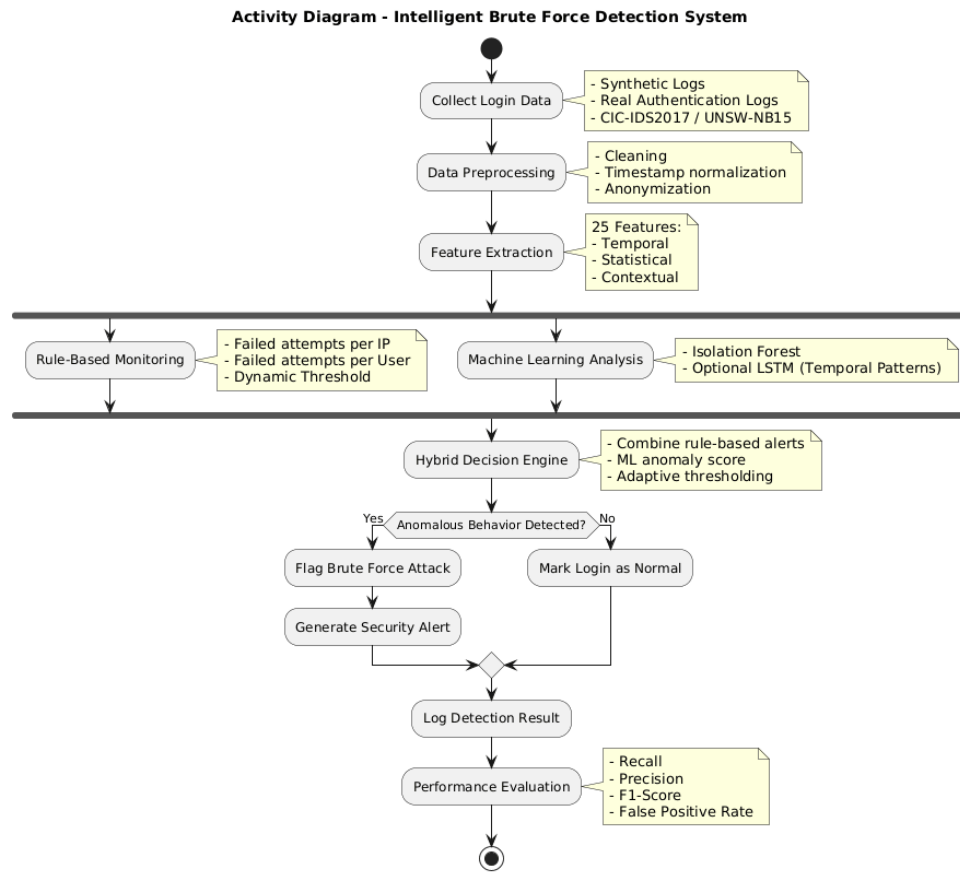 Activity Diagram - Intelligent Brute Force Detection System
Collect Login Data
- Synthetic Logs
- Real Authentication Logs
- CIC-IDS2017 / UNSW-NB15
Data Preprocessing
- Cleaning
- Timestamp normalization
- Anonymization
Feature Extraction
25 Features:
- Temporal
- Statistical
- Contextual
Rule-Based Monitoring
- Failed attempts per IP
- Failed attempts per User
- Dynamic Threshold
Machine Learning Analysis
- Isolation Forest
- Optional LSTM (Temporal Patterns)
Hybrid Decision Engine
- Combine rule-based alerts
- ML anomaly score
- Adaptive thresholding
Yes
Anomalous Behavior Detected?
No
Flag Brute Force Attack
Mark Login as Normal
Generate Security Alert
Log Detection Result
Performance Evaluation
- Recall
- Precision
- F1-Score
- False Positive Rate